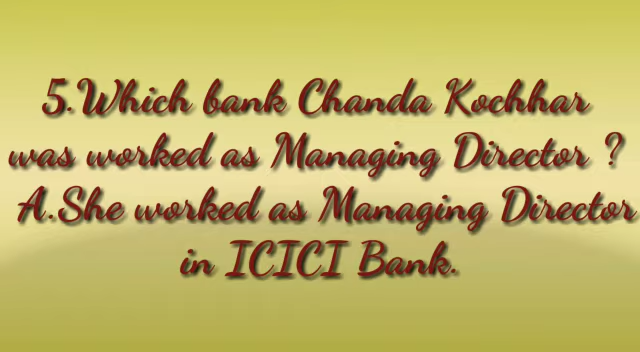 5.Which bank Chanda Kochhar
was worked as Managing Director ?
A.She worked as Managing Director
in ICICI Bank.